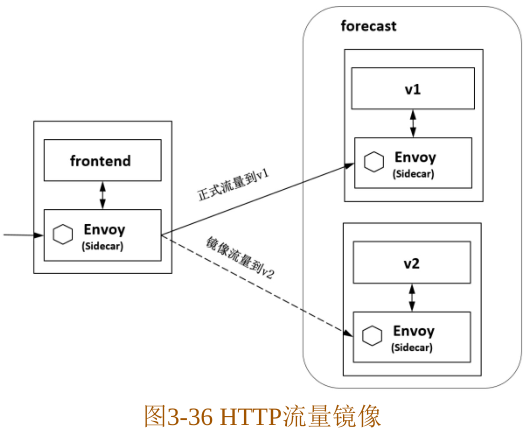 forecast
v1
Envoy
(Sidecar)
frontend
Envoy
(Sidecar)
正式流量到v1
镜像流量到v2
v2
Envoy
(Sidecar)
图3-36 HTTP流量镜像